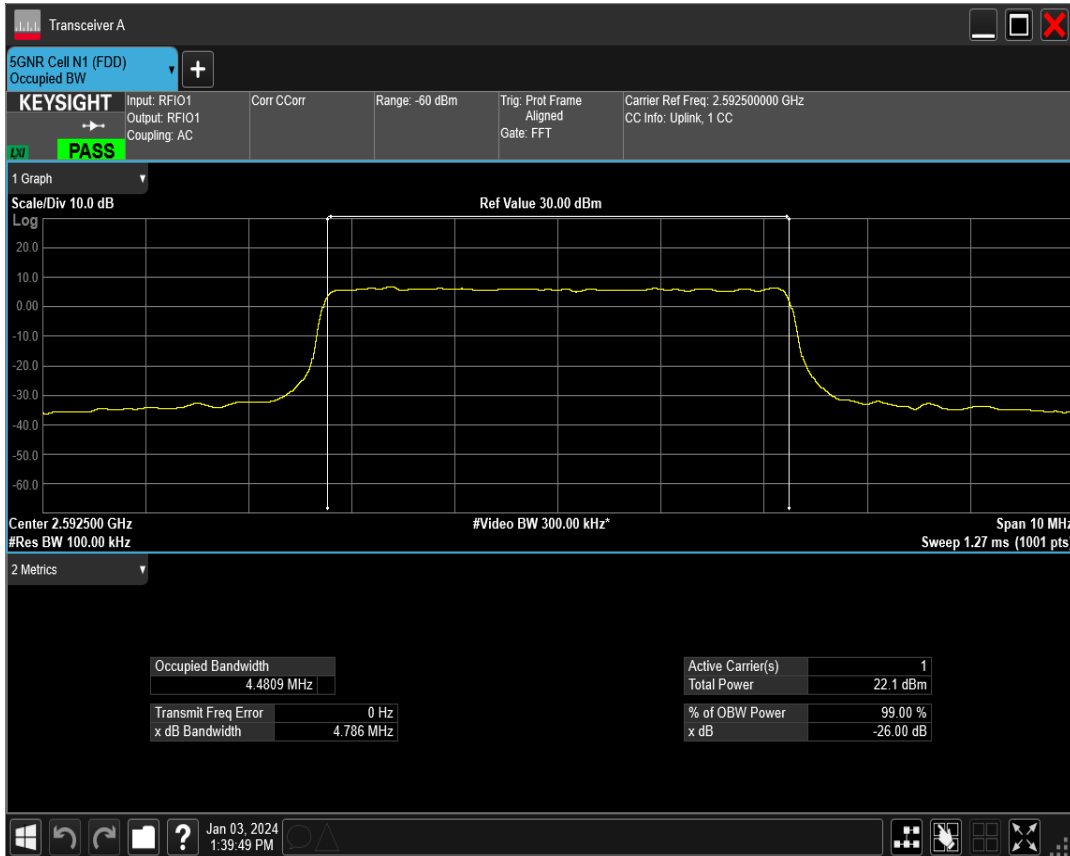 Transceiver A
5GNR Cell N1 (FDD)
Occupied BW
+
KEYSIGHT
LXI
PASS
Input: RFIO1
Output: RFIO1
Coupling: AC
Corr CCorr
Range: -60 dBm
Trig: Prot Frame
Aligned
Gate: FFT
Carrier Ref Freq: 2.592500000 GHz
CC Info: Uplink, 1 CC
1 Graph
Scale/Div 10.0 dB
Ref Value 30.00 dBm
Log
20.0
10.0
0.00
-10.0
-20.0
-30.0
-40.0
-50.0
-60.0
Center 2.592500 GHz
#Video BW 300.00 kHz*
Span 10 MHz
#Res BW 100.00 kHz
Sweep 1.27 ms (1001 pts)
2 Metrics
Occupied Bandwidth
4.4809 MHz
Transmit Freq Error 0 Hz
x dB Bandwidth 4.786 MHz
Active Carrier(s) 1
Total Power 22.1 dBm
% of OBW Power 99.00 %
x dB -26.00 dB
?
Jan 03, 2024
1:39:49 PM